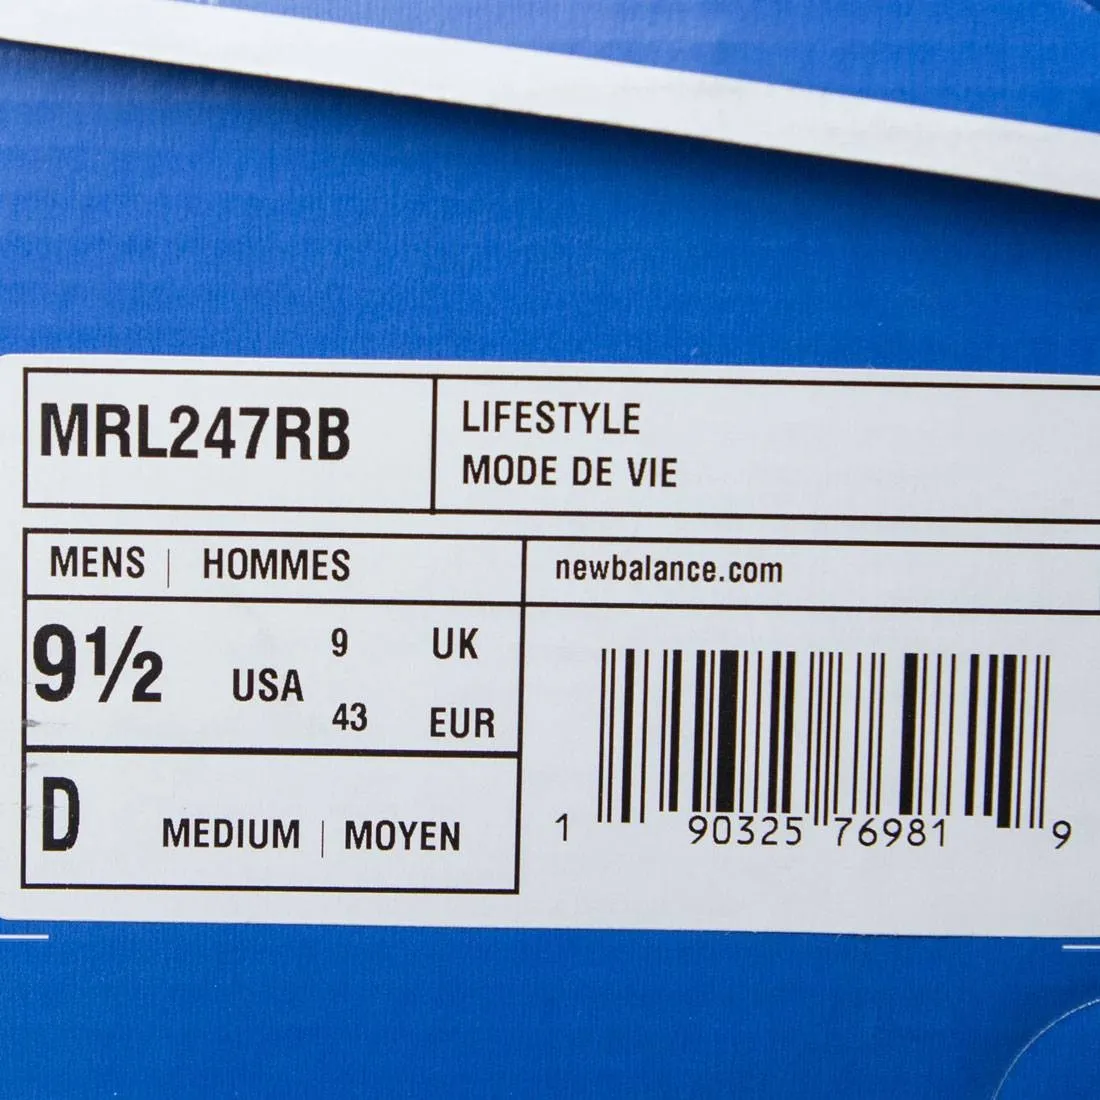 MRL247RB
LIFESTYLE
MODE DE VIE
MENS | HOMMES
newbalance.com
9½ USA
9 UK
43 EUR
D MEDIUM | MOYEN
1 90325 76981 9